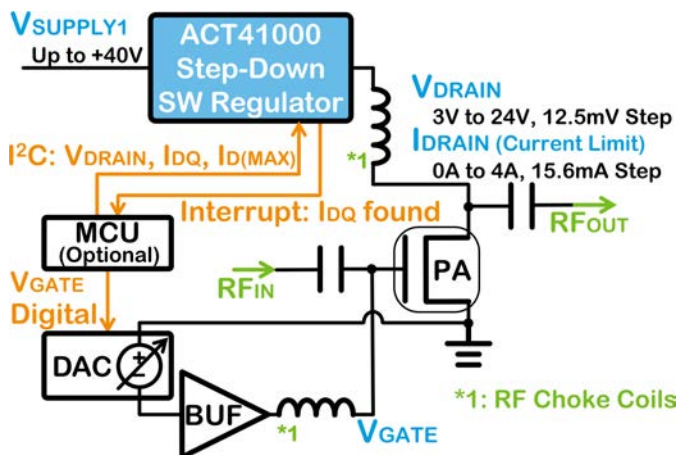 VSUPPLY1
Up to +40V
ACT41000
Step-Down
SW Regulator
VDRAIN
3V to 24V, 12.5mV Step
IDRAIN (Current Limit)
0A to 4A, 15.6mA Step
*1
I²C: VDRAIN, IDQ, ID(MAX)
Interrupt: IDQ found
MCU
(Optional)
RFOUT
RFIN
PA
VGATE
Digital
DAC
BUF
*1
VGATE
*1: RF Choke Coils